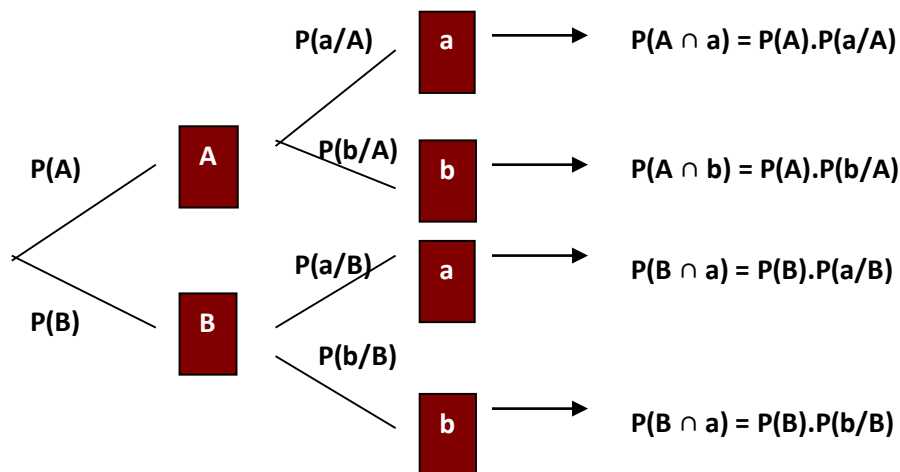 P(a/A) a P(A ∩ a) = P(A).P(a/A)
P(A) A P(b/A) b P(A ∩ b) = P(A).P(b/A)
P(a/B) a P(B ∩ a) = P(B).P(a/B)
P(B) B P(b/B) b P(B ∩ a) = P(B).P(b/B)